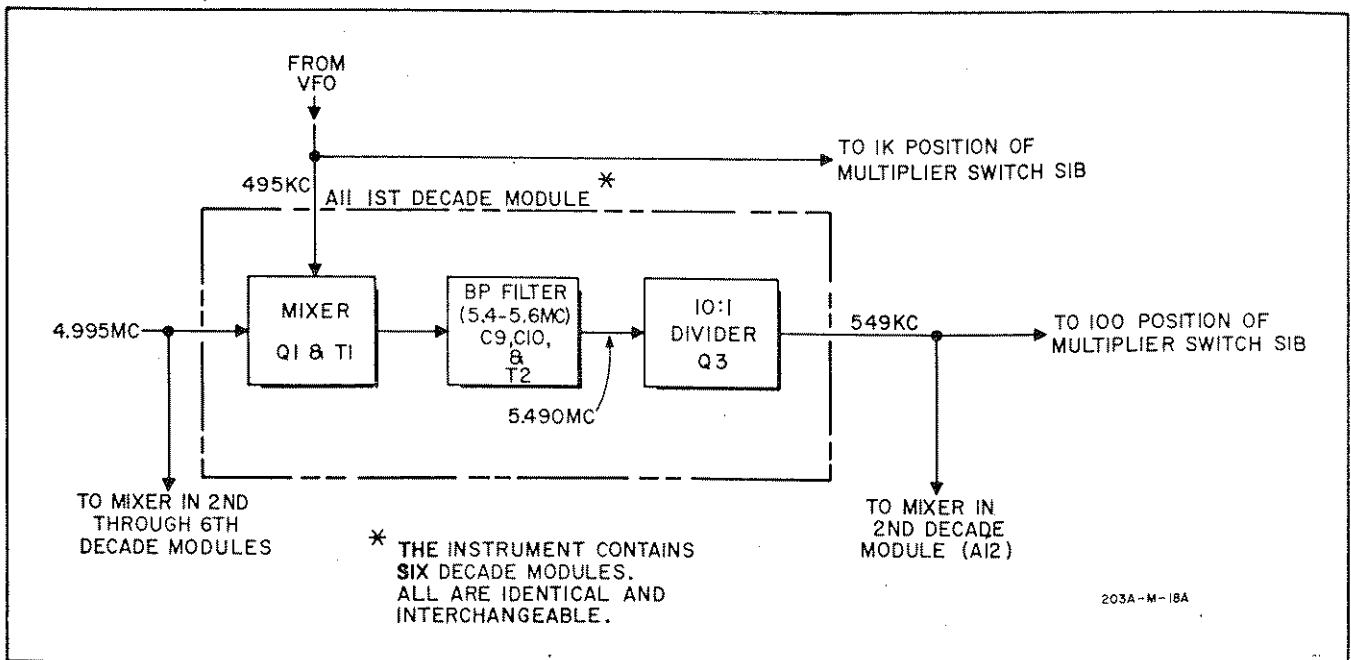 FROM
VFO
TO 1K POSITION OF
MULTIPLIER SWITCH S1B
495KC
A11 1ST DECADE MODULE *
4.995MC
MIXER
Q1 & T1
BP FILTER
(5.4-5.6MC)
C9,C10,
&
T2
10:1
DIVIDER
Q3
549KC
TO 100 POSITION OF
MULTIPLIER SWITCH S1B
5.490MC
TO MIXER IN 2ND
THROUGH 6TH
DECADE MODULES
TO MIXER IN
2ND DECADE
MODULE (A12)
* THE INSTRUMENT CONTAINS
SIX DECADE MODULES.
ALL ARE IDENTICAL AND
INTERCHANGEABLE.
203A-M-18A